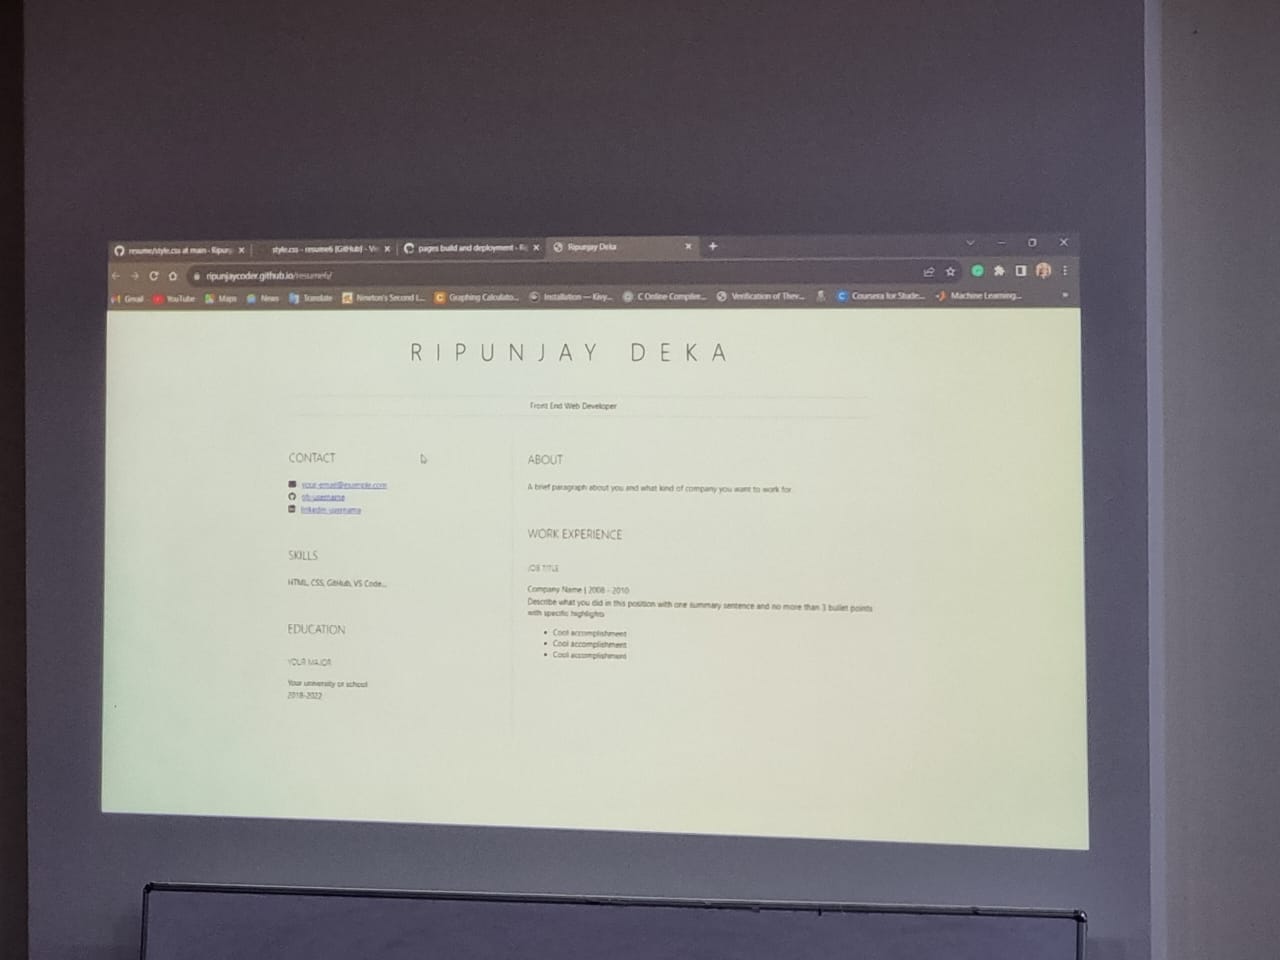 resume/style.css at main · Ripunj
style.css - resume6 [GitHub] - Vi
pages build and deployment · Ri
Ripunjay Deka
ripunjaycoder.github.io/resume6/
Gmail
YouTube
Maps
News
Translate
Newton's Second L...
Graphing Calculato...
Installation — Kivy...
C Online Compiler...
Verification of Thev...
Coursera for Stude...
Machine Learning...
RIPUNJAY DEKA
Front End Web Developer
CONTACT
your-email@example.com
gh-username
linkedin-username
SKILLS
HTML, CSS, GitHub, VS Code...
EDUCATION
YOUR MAJOR
Your university or school
2018-2022
ABOUT
A brief paragraph about you and what kind of company you want to work for.
WORK EXPERIENCE
JOB TITLE
Company Name | 2008 - 2010
Describe what you did in this position with one summary sentence and no more than 3 bullet points
with specific highlights
• Cool accomplishment
• Cool accomplishment
• Cool accomplishment